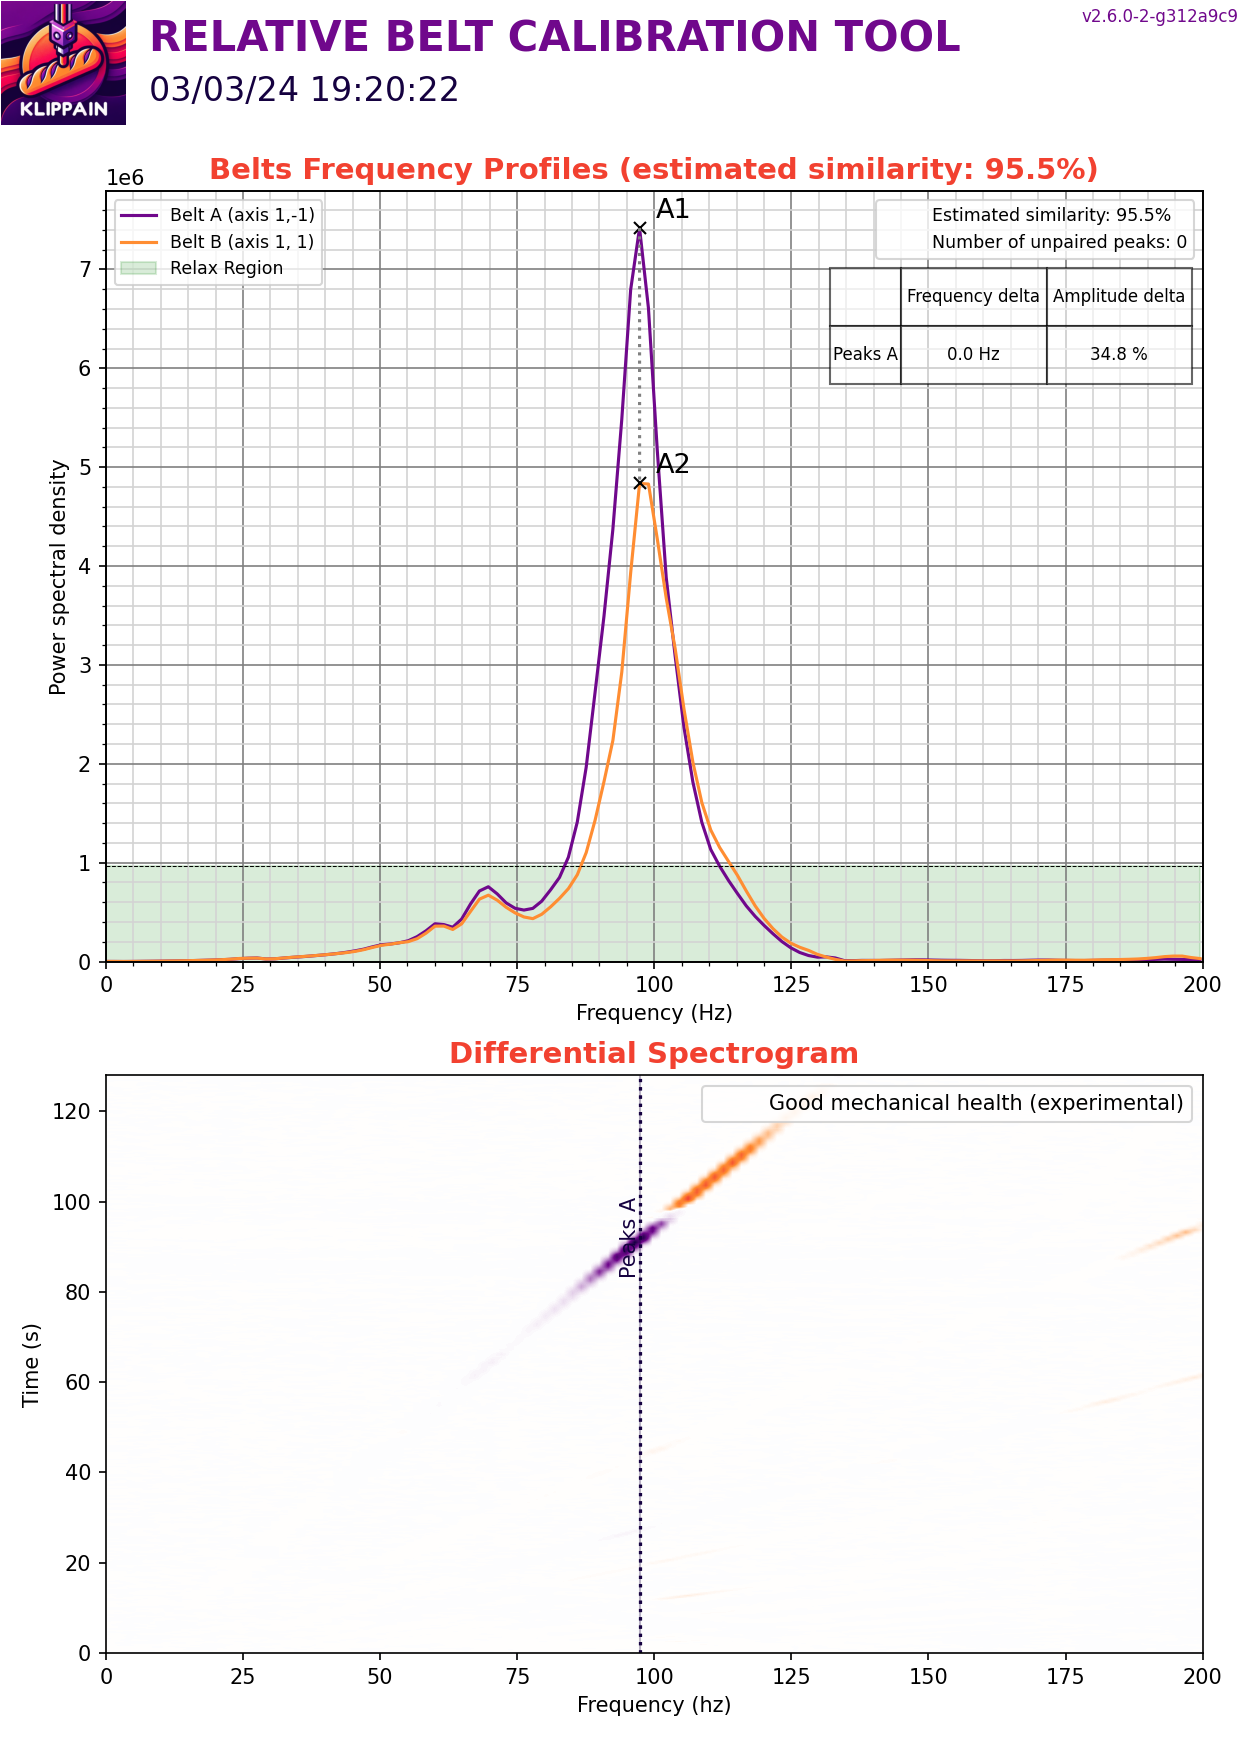 v2.6.0-2-g312a9c9
RELATIVE BELT CALIBRATION TOOL
03/03/24 19:20:22
KLIPPAIN
Belts Frequency Profiles (estimated similarity: 95.5%)
1e6
Belt A (axis 1,-1)
Belt B (axis 1, 1)
Relax Region
A1
Estimated similarity: 95.5%
Number of unpaired peaks: 0
Frequency delta Amplitude delta
Peaks A 0.0 Hz 34.8 %
A2
Power spectral density
7
6
5
4
3
2
1
0
0 25 50 75 100 125 150 175 200
Frequency (Hz)
Differential Spectrogram
Good mechanical health (experimental)
Peaks A
Time (s)
120
100
80
60
40
20
0
0 25 50 75 100 125 150 175 200
Frequency (hz)